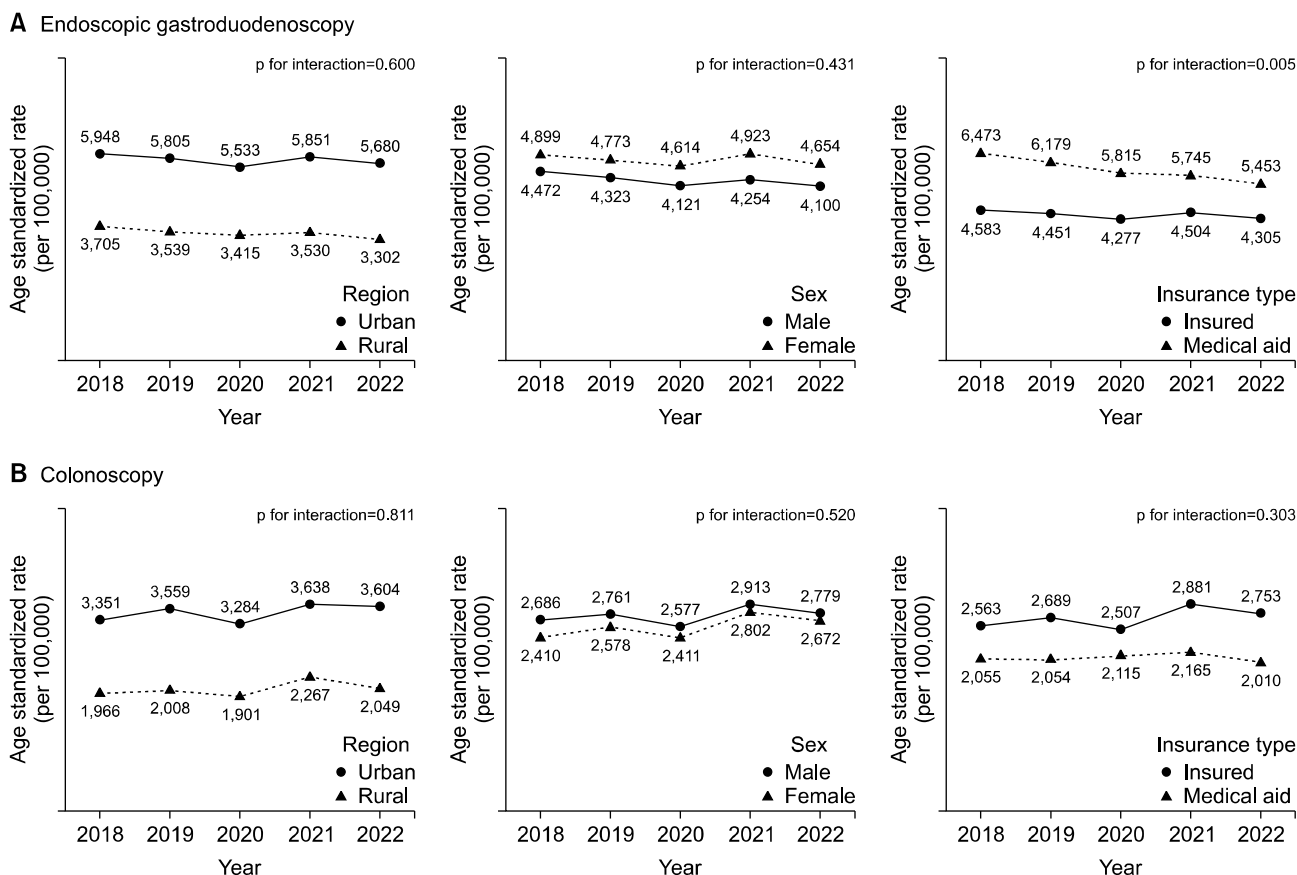 A Endoscopic gastroduodenoscopy
p for interaction=0.600
5,948 5,805 5,533 5,851 5,680
3,705 3,539 3,415 3,530 3,302
Age standardized rate
(per 100,000)
Region
Urban
Rural
2018 2019 2020 2021 2022
Year
p for interaction=0.431
4,899 4,773 4,614 4,923 4,654
4,472 4,323 4,121 4,254 4,100
Age standardized rate
(per 100,000)
Sex
Male
Female
2018 2019 2020 2021 2022
Year
p for interaction=0.005
6,473 6,179 5,815 5,745 5,453
4,583 4,451 4,277 4,504 4,305
Age standardized rate
(per 100,000)
Insurance type
Insured
Medical aid
2018 2019 2020 2021 2022
Year
B Colonoscopy
p for interaction=0.811
3,351 3,559 3,284 3,638 3,604
1,966 2,008 1,901 2,267 2,049
Age standardized rate
(per 100,000)
Region
Urban
Rural
2018 2019 2020 2021 2022
Year
p for interaction=0.520
2,686 2,761 2,577 2,913 2,779
2,410 2,578 2,411 2,802 2,672
Age standardized rate
(per 100,000)
Sex
Male
Female
2018 2019 2020 2021 2022
Year
p for interaction=0.303
2,563 2,689 2,507 2,881 2,753
2,055 2,054 2,115 2,165 2,010
Age standardized rate
(per 100,000)
Insurance type
Insured
Medical aid
2018 2019 2020 2021 2022
Year